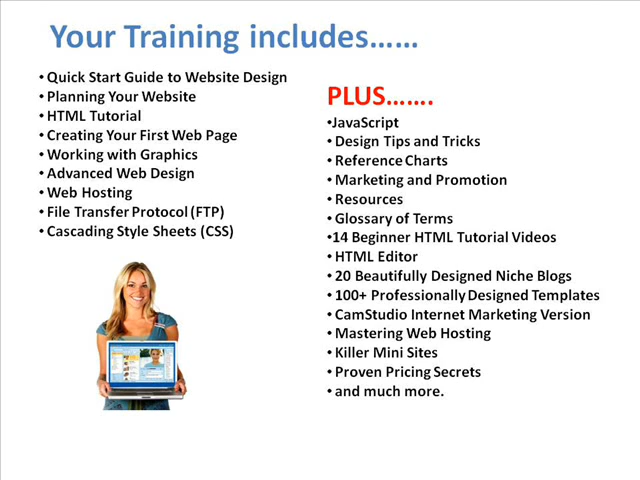 Your Training includes......
• Quick Start Guide to Website Design
• Planning Your Website
• HTML Tutorial
• Creating Your First Web Page
• Working with Graphics
• Advanced Web Design
• Web Hosting
• File Transfer Protocol (FTP)
• Cascading Style Sheets (CSS)
PLUS.......
•JavaScript
• Design Tips and Tricks
• Reference Charts
• Marketing and Promotion
• Resources
• Glossary of Terms
•14 Beginner HTML Tutorial Videos
• HTML Editor
• 20 Beautifully Designed Niche Blogs
• 100+ Professionally Designed Templates
• CamStudio Internet Marketing Version
• Mastering Web Hosting
• Killer Mini Sites
• Proven Pricing Secrets
• and much more.